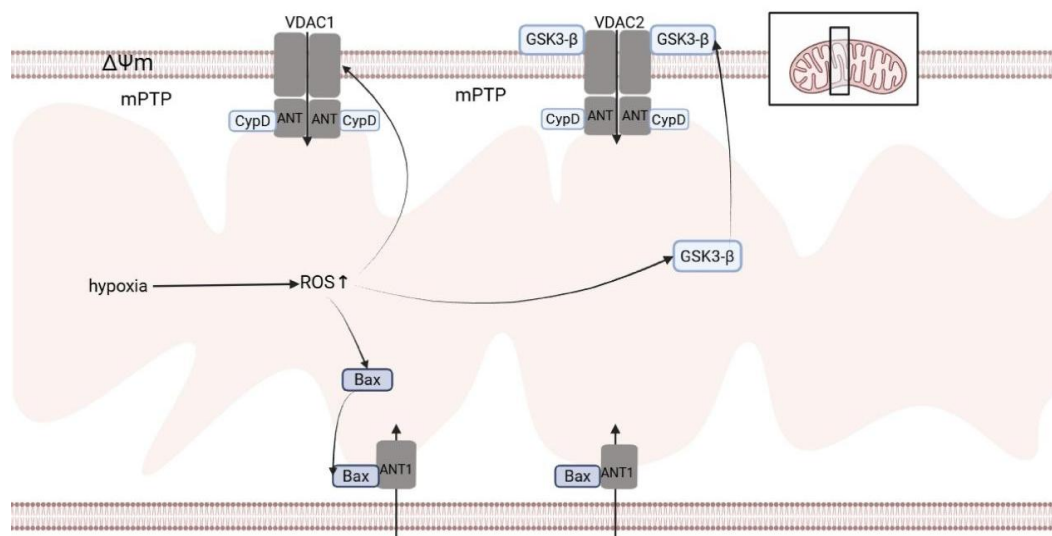 VDAC1
VDAC2
GSK3-β
GSK3-β
ΔΨm
mPTP
mPTP
CypD
ANT
ANT
CypD
CypD
ANT
ANT
CypD
GSK3-β
hypoxia
ROS↑
Bax
Bax
ANT1
Bax
ANT1